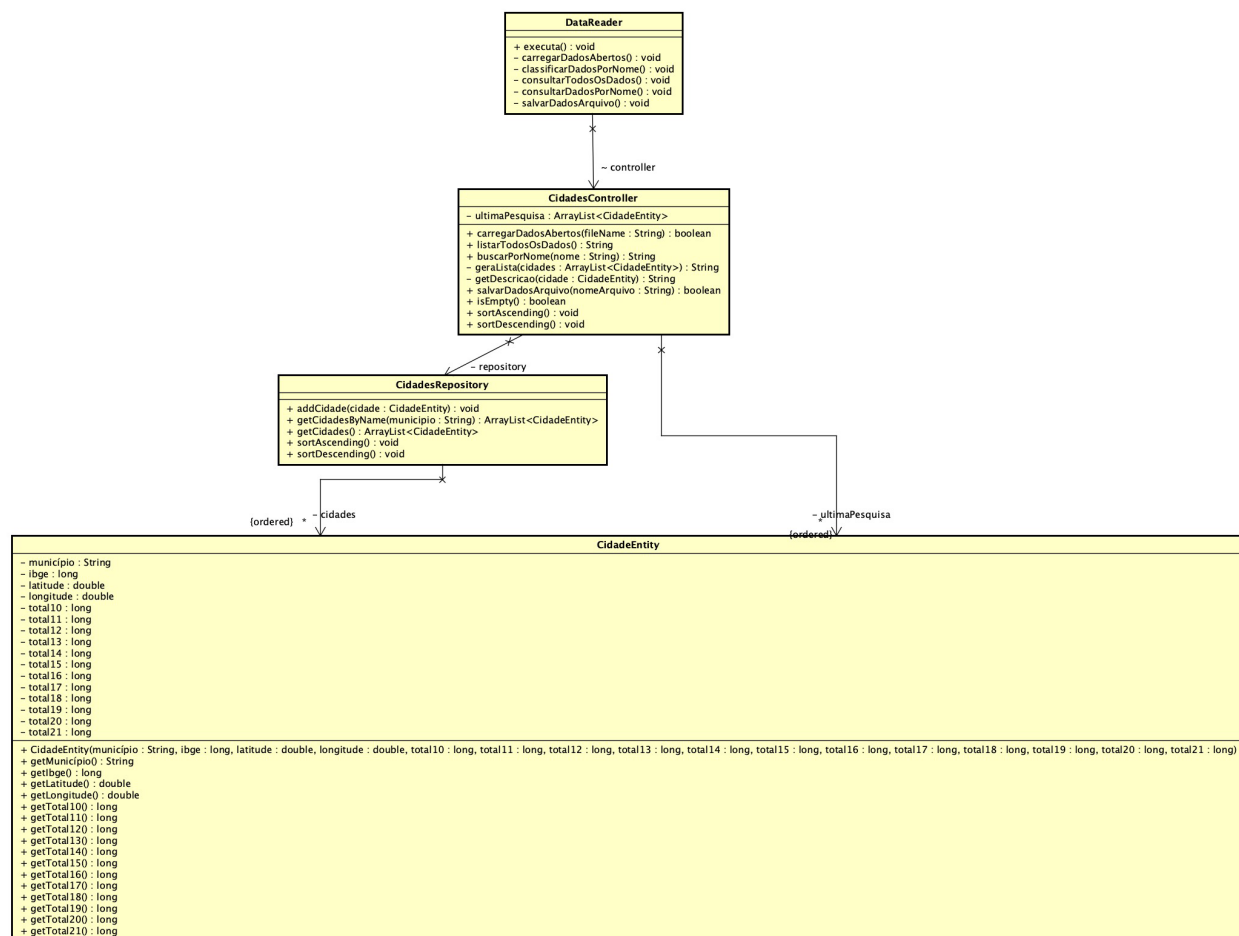 DataReader
+ executa() : void
- carregarDadosAbertos() : void
- classificarDadosPorNome() : void
- consultarTodosOsDados() : void
- consultarDadosPorNome() : void
- salvarDadosArquivo() : void
~ controller
CidadesController
- ultimaPesquisa : ArrayList<CidadeEntity>
+ carregarDadosAbertos(fileName : String) : boolean
+ listarTodosOsDados() : String
+ buscarPorNome(nome : String) : String
- geraLista(cidades : ArrayList<CidadeEntity>) : String
- getDescricao(cidade : CidadeEntity) : String
+ salvarDadosArquivo(nomeArquivo : String) : boolean
+ isEmpty() : boolean
+ sortAscending() : void
+ sortDescending() : void
- repository
CidadesRepository
+ addCidade(cidade : CidadeEntity) : void
+ getCidadesByName(municipio : String) : ArrayList<CidadeEntity>
+ getCidades() : ArrayList<CidadeEntity>
+ sortAscending() : void
+ sortDescending() : void
- cidades
{ordered} *
- ultimaPesquisa
*
{ordered}
CidadeEntity
- município : String
- ibge : long
- latitude : double
- longitude : double
- total10 : long
- total11 : long
- total12 : long
- total13 : long
- total14 : long
- total15 : long
- total16 : long
- total17 : long
- total18 : long
- total19 : long
- total20 : long
- total21 : long
+ CidadeEntity(município : String, ibge : long, latitude : double, longitude : double, total10 : long, total11 : long, total12 : long, total13 : long, total14 : long, total15 : long, total16 : long, total17 : long, total18 : long, total19 : long, total20 : long, total21 : long)
+ getMunicípio() : String
+ getIbge() : long
+ getLatitude() : double
+ getLongitude() : double
+ getTotal10() : long
+ getTotal11() : long
+ getTotal12() : long
+ getTotal13() : long
+ getTotal14() : long
+ getTotal15() : long
+ getTotal16() : long
+ getTotal17() : long
+ getTotal18() : long
+ getTotal19() : long
+ getTotal20() : long
+ getTotal21() : long